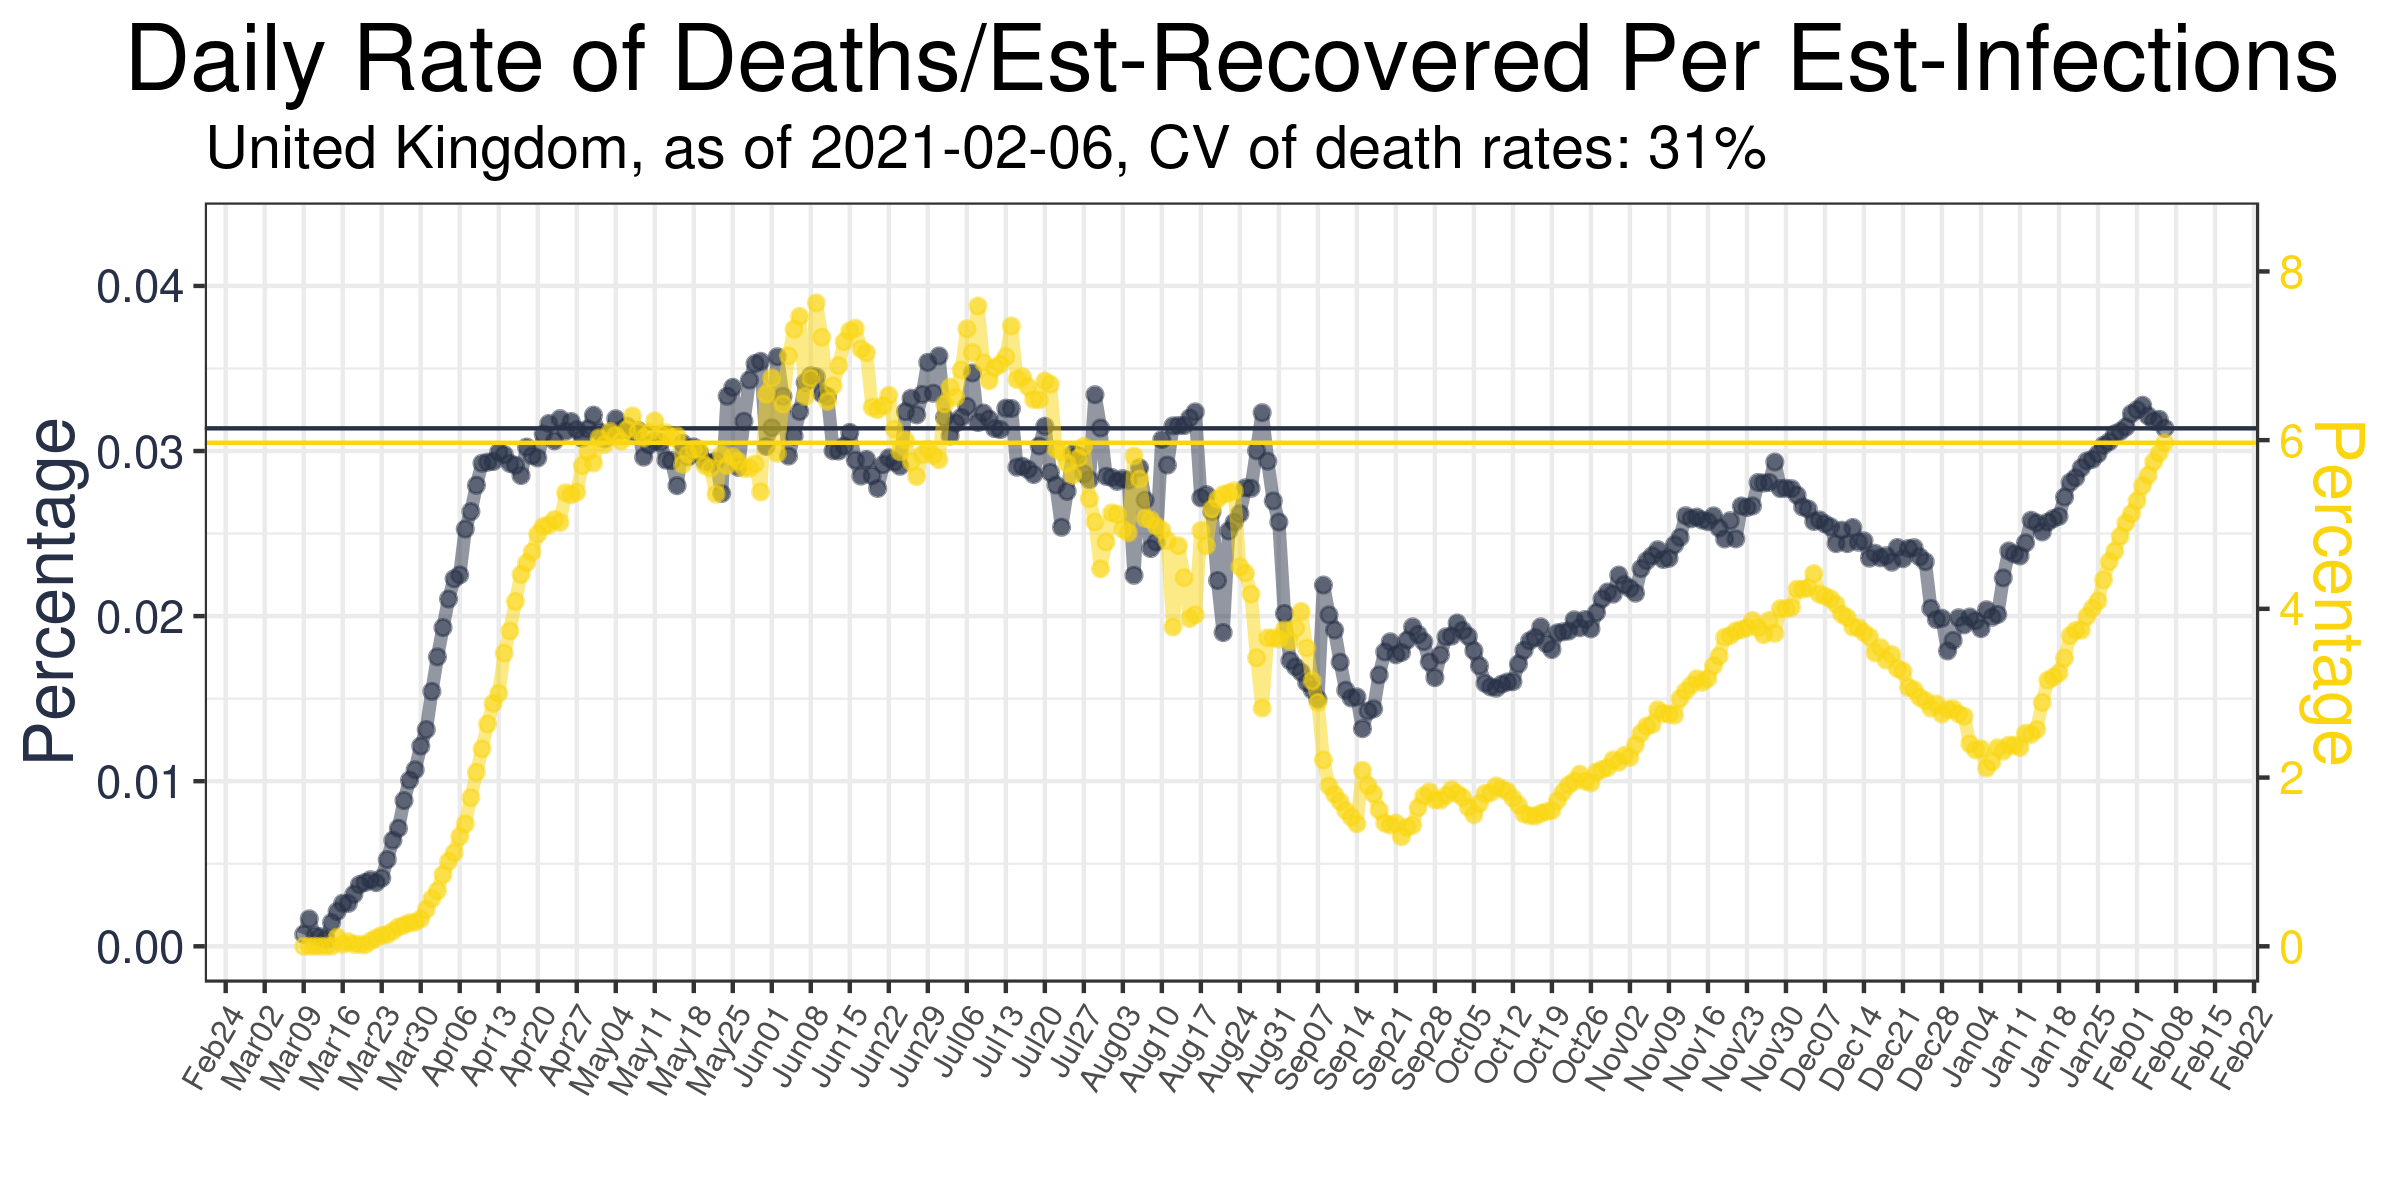 Daily Rate of Deaths/Est-Recovered Per Est-Infections
United Kingdom, as of 2021-02-06, CV of death rates: 31%
Percentage
0.04
0.03
0.02
0.01
0.00
8
6
4
2
0
Percentage
Feb24 Mar02 Mar09 Mar16 Mar23 Mar30 Apr06 Apr13 Apr20 Apr27 May04 May11 May18 May25 Jun01 Jun08 Jun15 Jun22 Jun29 Jul06 Jul13 Jul20 Jul27 Aug03 Aug10 Aug17 Aug24 Aug31 Sep07 Sep14 Sep21 Sep28 Oct05 Oct12 Oct19 Oct26 Nov02 Nov09 Nov16 Nov23 Nov30 Dec07 Dec14 Dec21 Dec28 Jan04 Jan11 Jan18 Jan25 Feb01 Feb08 Feb15 Feb22